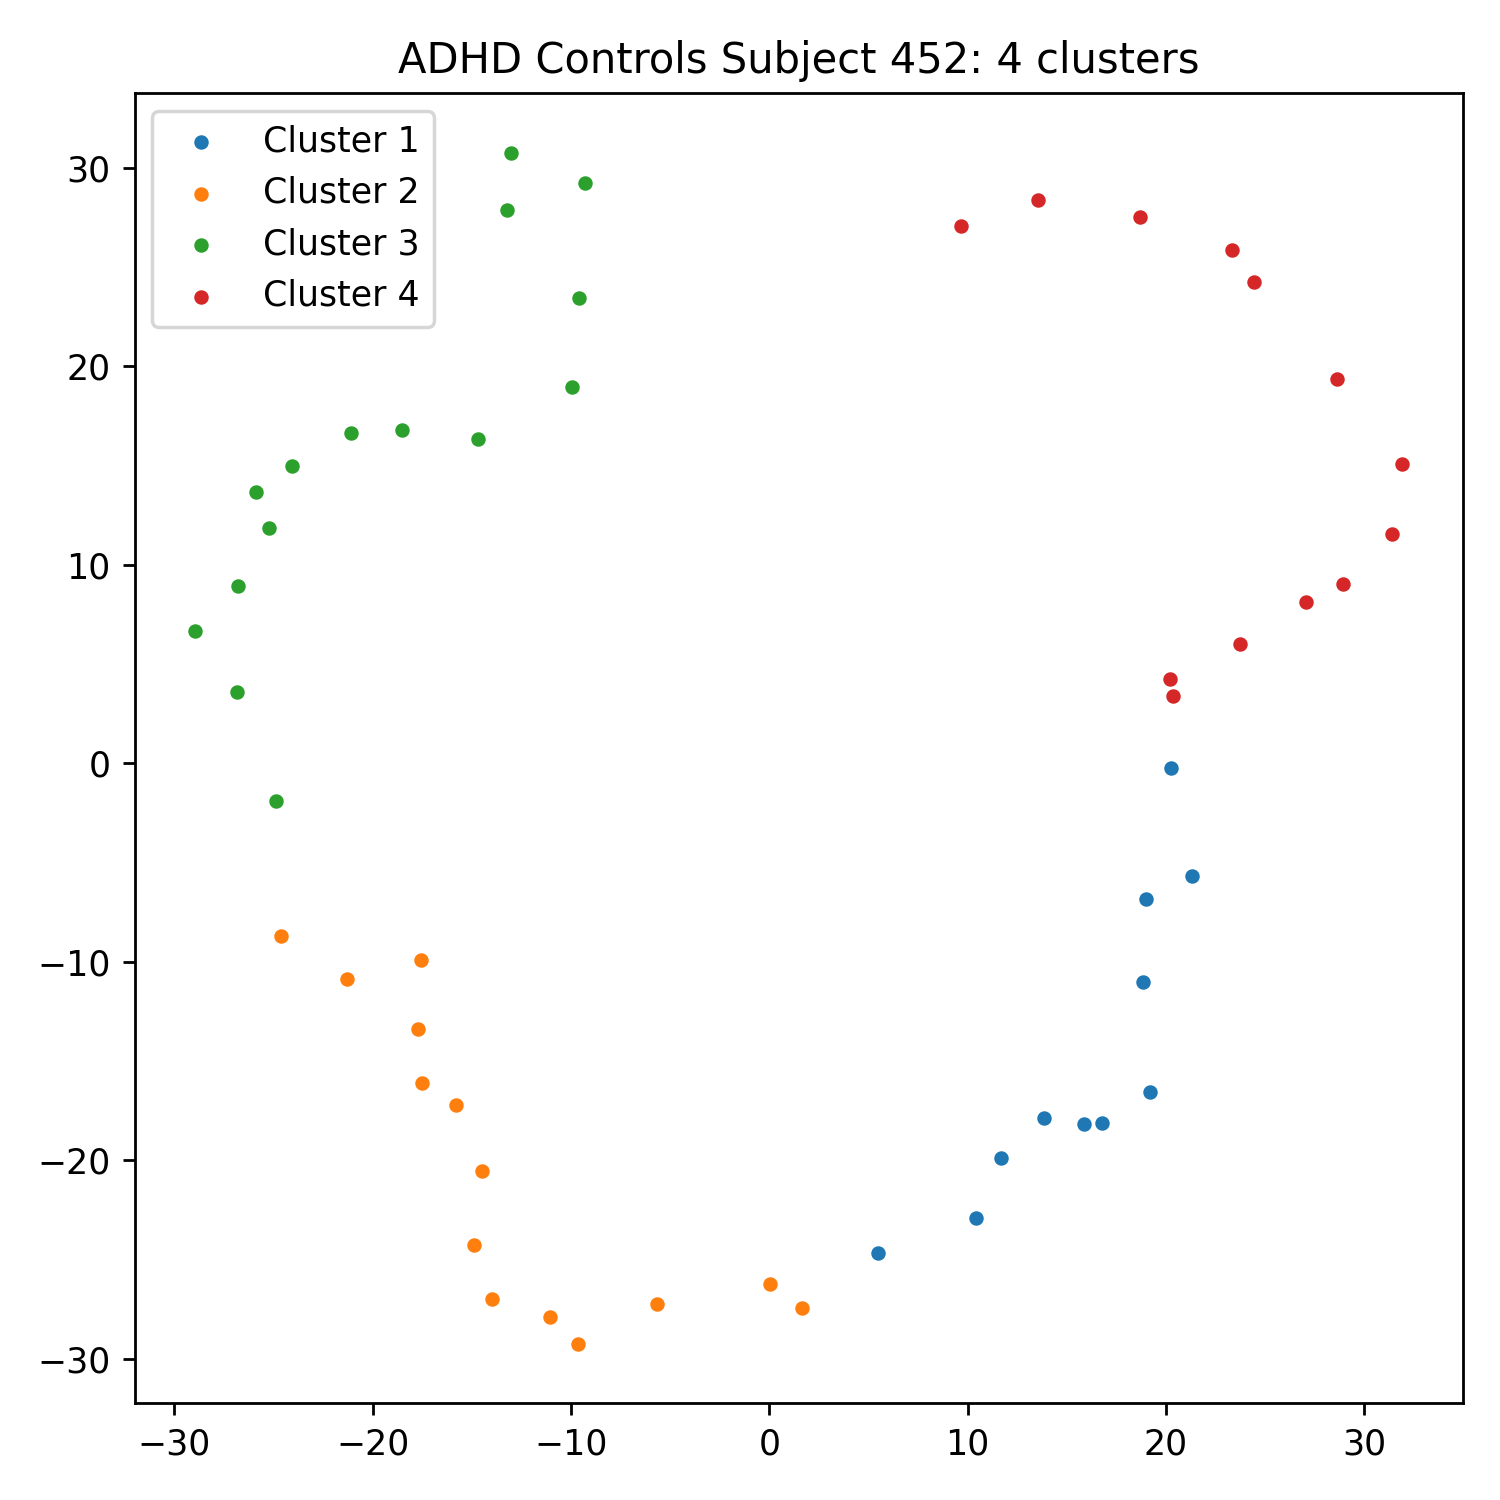 ADHD Controls Subject 452: 4 clusters
Cluster 1
Cluster 2
Cluster 3
Cluster 4
30
20
10
0
−10
−20
−30
−30 −20 −10 0 10 20 30